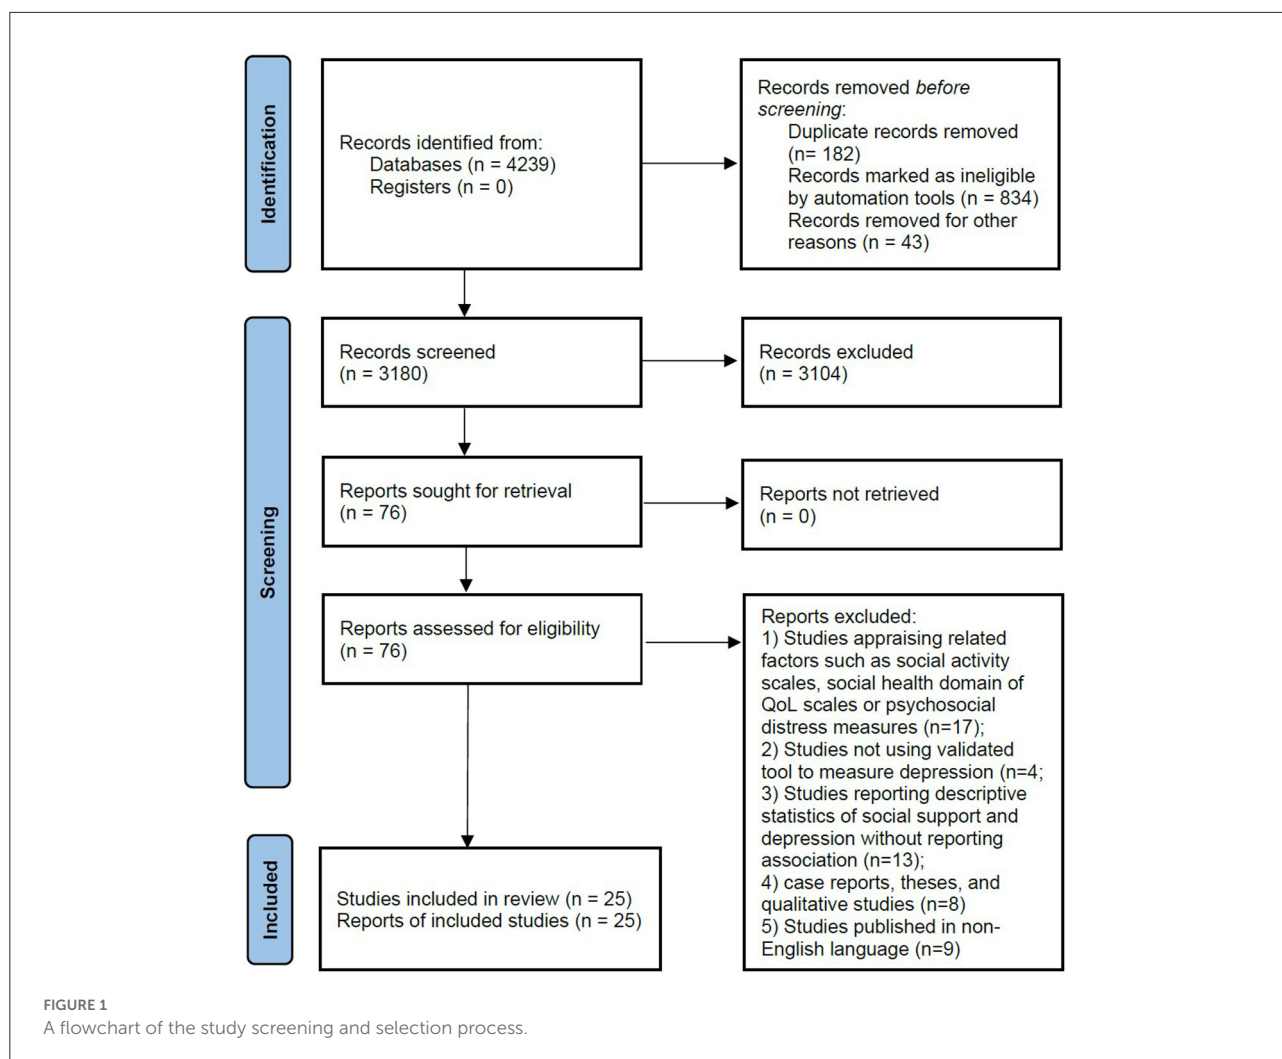 Identification
Records identified from:
Databases (n = 4239)
Registers (n = 0)
Records removed before
screening:
Duplicate records removed
(n= 182)
Records marked as ineligible
by automation tools (n = 834)
Records removed for other
reasons (n = 43)
Screening
Records screened
(n = 3180)
Records excluded
(n = 3104)
Reports sought for retrieval
(n = 76)
Reports not retrieved
(n = 0)
Reports assessed for eligibility
(n = 76)
Reports excluded:
1) Studies appraising related
factors such as social activity
scales, social health domain of
QoL scales or psychosocial
distress measures (n=17);
2) Studies not using validated
tool to measure depression (n=4;
3) Studies reporting descriptive
statistics of social support and
depression without reporting
association (n=13);
4) case reports, theses, and
qualitative studies (n=8)
5) Studies published in non-
English language (n=9)
Included
Studies included in review (n = 25)
Reports of included studies (n = 25)
FIGURE 1
A flowchart of the study screening and selection process.